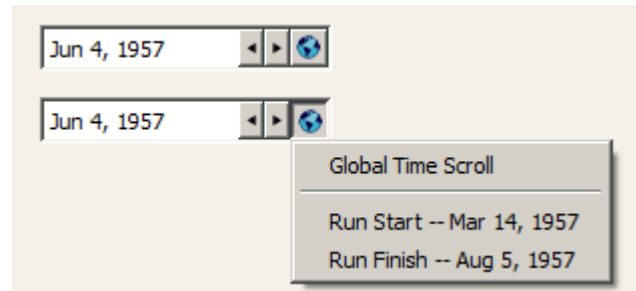 Jun 4, 1957
Jun 4, 1957
Global Time Scroll
Run Start -- Mar 14, 1957
Run Finish -- Aug 5, 1957